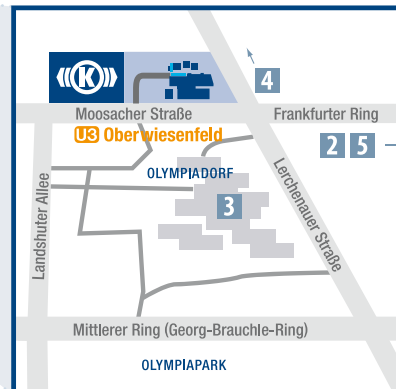 K
4
Moosacher Straße
Frankfurter Ring
U3 Oberwiesenfeld
2 5
OLYMPIADORF
3
Landshuter Allee
Lerchenauer Straße
Mittlerer Ring (Georg-Brauchle-Ring)
OLYMPIAPARK